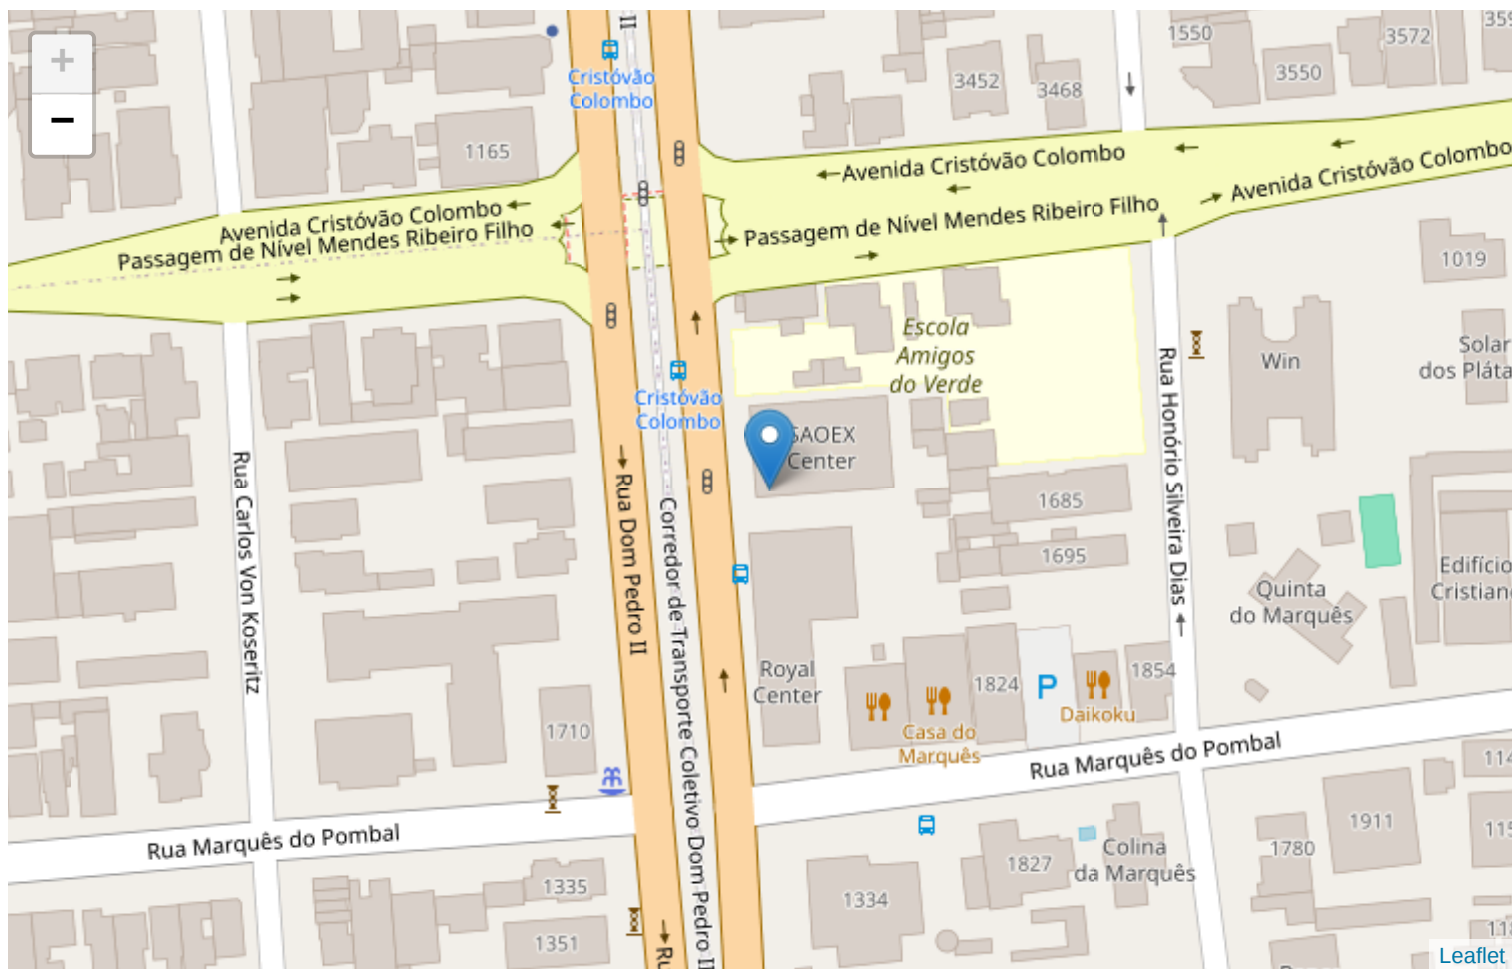 +
−
II
Cristóvão
Colombo
1165
3452
3468
1550
3550
3572
Avenida Cristóvão Colombo
Avenida Cristóvão Colombo
Avenida Cristóvão Colombo
Passagem de Nível Mendes Ribeiro Filho
Passagem de Nível Mendes Ribeiro Filho
1019
Escola
Amigos
do Verde
Win
Solar
dos Pláta
Cristóvão
Colombo
SAOEX
Center
Rua Carlos Von Koseritz
Rua Dom Pedro II
Corredor de Transporte Coletivo Dom Pedro II
Rua Honório Silveira Dias
1685
1695
Quinta
do Marquês
Edifício
Cristian
Royal
Center
1824
P
1854
Daikoku
Casa do
Marquês
1710
Rua Marquês do Pombal
Rua Marquês do Pombal
1335
1351
1334
1827
Colina
da Marquês
1780
1911
Leaflet